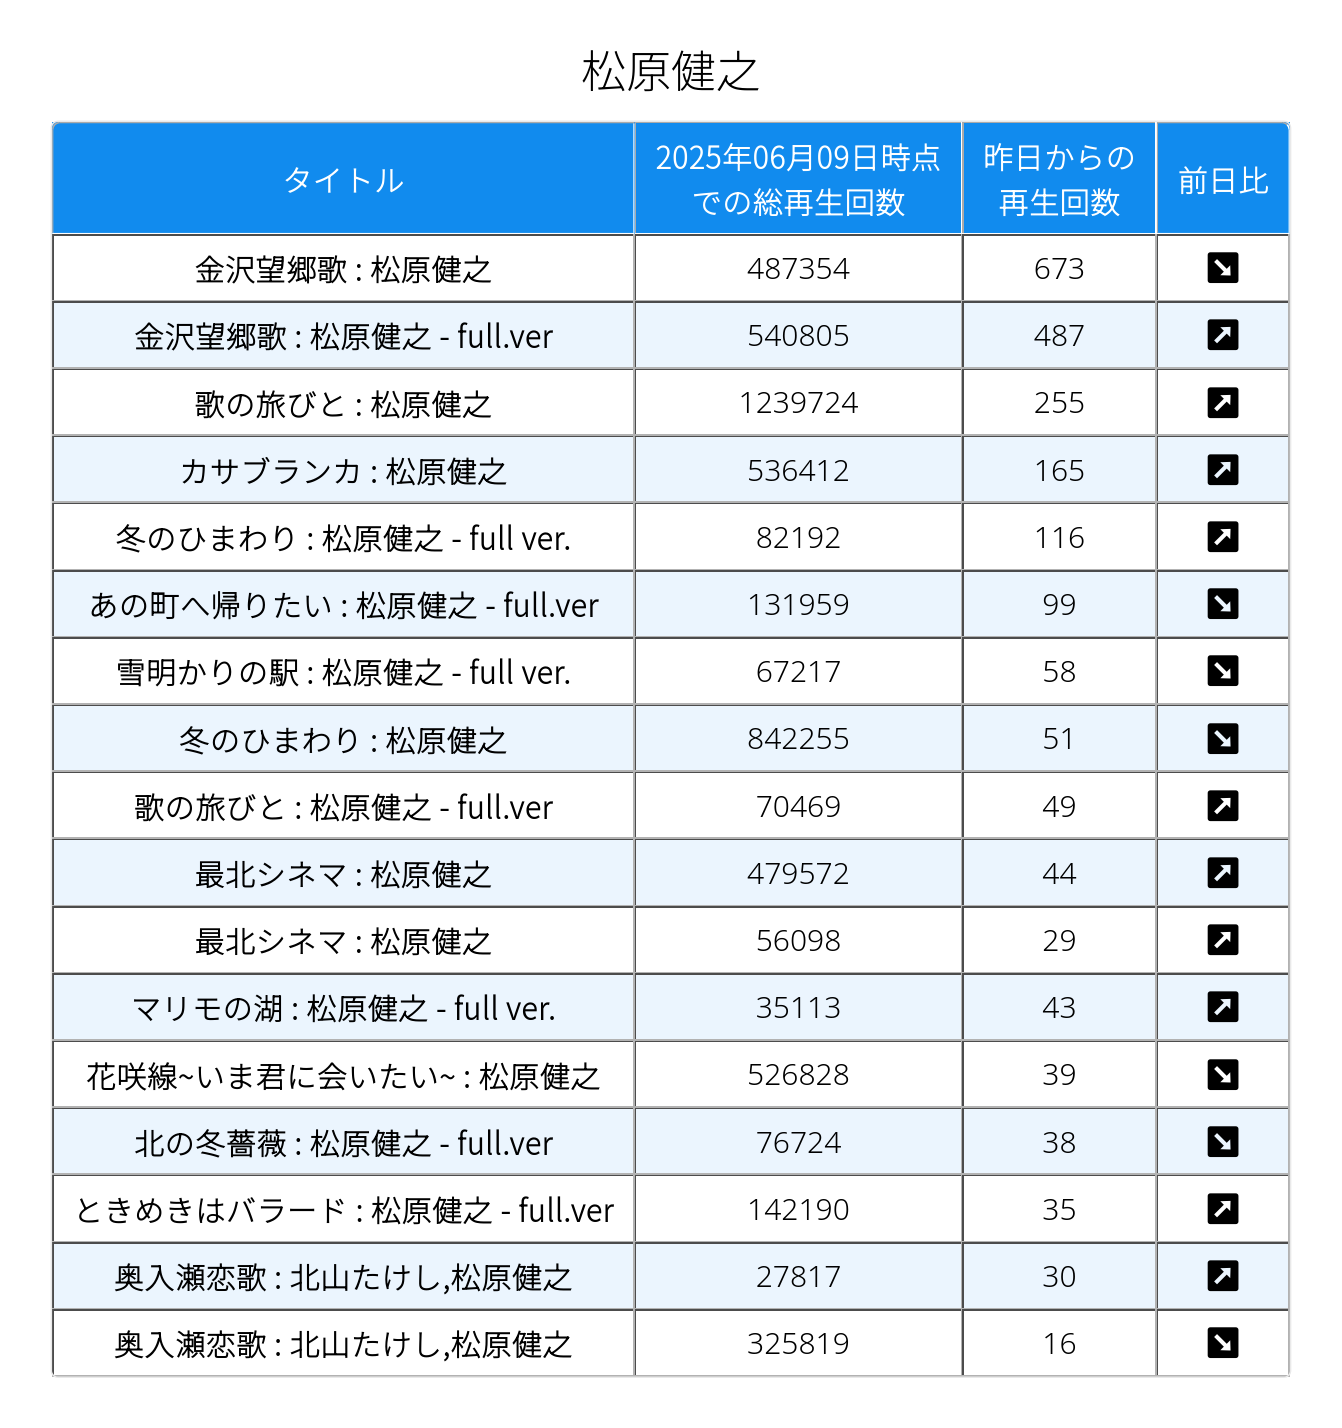 松原健之
タイトル 2025年06月09日時点での総再生回数 昨日からの再生回数 前日比
金沢望郷歌 : 松原健之 487354 673 ↘
金沢望郷歌 : 松原健之 - full.ver 540805 487 ↗
歌の旅びと : 松原健之 1239724 255 ↗
カサブランカ : 松原健之 536412 165 ↗
冬のひまわり : 松原健之 - full ver. 82192 116 ↗
あの町へ帰りたい : 松原健之 - full.ver 131959 99 ↘
雪明かりの駅 : 松原健之 - full ver. 67217 58 ↘
冬のひまわり : 松原健之 842255 51 ↘
歌の旅びと : 松原健之 - full.ver 70469 49 ↗
最北シネマ : 松原健之 479572 44 ↗
最北シネマ : 松原健之 56098 29 ↗
マリモの湖 : 松原健之 - full ver. 35113 43 ↗
花咲線~いま君に会いたい~ : 松原健之 526828 39 ↘
北の冬薔薇 : 松原健之 - full.ver 76724 38 ↘
ときめきはバラード : 松原健之 - full.ver 142190 35 ↗
奥入瀬恋歌 : 北山たけし,松原健之 27817 30 ↗
奥入瀬恋歌 : 北山たけし,松原健之 325819 16 ↘